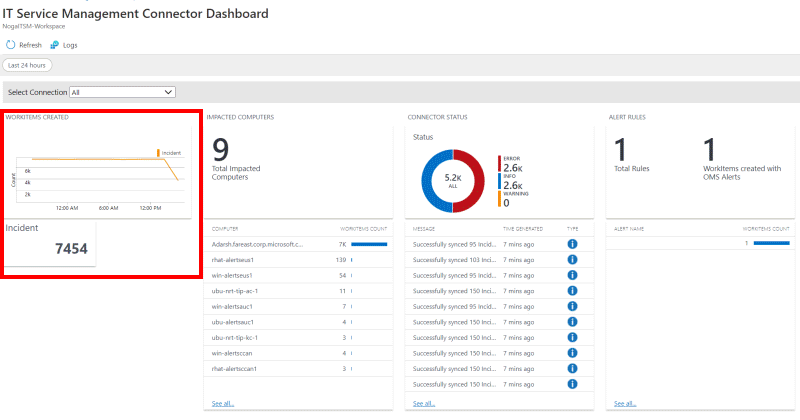 IT Service Management Connector Dashboard
NogaITSM-Workspace
Refresh Logs
Last 24 hours
Select Connection All
WORKITEMS CREATED
Incident
Count
6k
4k
2k
12:00 AM 6:00 AM 12:00 PM
Incident
7454
IMPACTED COMPUTERS
9
Total Impacted
Computers
COMPUTER WORKITEMS COUNT
Adarsh.fareast.corp.microsoft.c... 7K
rhat-alertseus1 139
win-alertseus1 54
ubu-nrt-tip-ac-1 11
win-alertsauc1 7
ubu-alertsauc1 4
ubu-nrt-tip-kc-1 3
win-alertsccan 4
rhat-alertsccan1 3
See all...
CONNECTOR STATUS
Status
5.2K
ALL
ERROR
2.6K
INFO
2.6K
WARNING
0
MESSAGE TIME GENERATED TYPE
Successfully synced 95 Incid... 7 mins ago
Successfully synced 103 Inci... 7 mins ago
Successfully synced 95 Incid... 7 mins ago
Successfully synced 150 Inci... 7 mins ago
Successfully synced 95 Incid... 7 mins ago
Successfully synced 150 Inci... 7 mins ago
Successfully synced 150 Inci... 7 mins ago
Successfully synced 150 Inci... 7 mins ago
Successfully synced 150 Inci... 7 mins ago
Successfully synced 150 Inci... 7 mins ago
See all...
ALERT RULES
1 1
Total Rules WorkItems created with
OMS Alerts
ALERT NAME WORKITEMS COUNT
1
See all...